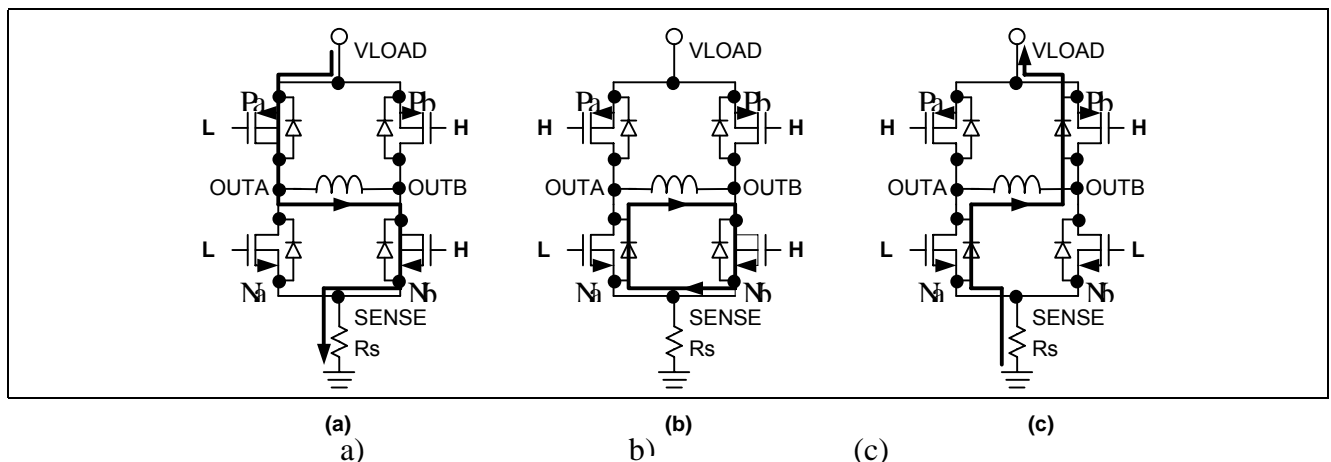 VLOAD VLOAD VLOAD
Pa Pb Pa Pb Pa Pb
L H H H H H
OUTA OUTB OUTA OUTB OUTA OUTB
L H L H L L
Na Nb Na Nb Na Nb
SENSE SENSE SENSE
Rs Rs Rs
(a) (b) (c)
a) b) (c)